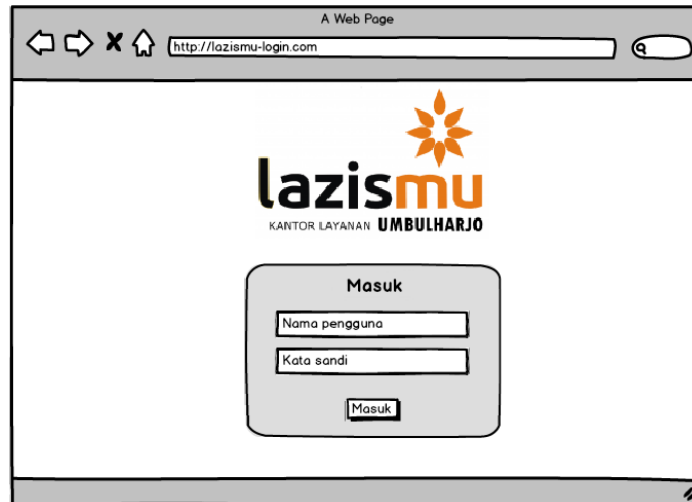 A Web Page
http://lazismu-login.com
lazismu
KANTOR LAYANAN UMBULHARJO
Masuk
Nama pengguna
Kata sandi
Masuk